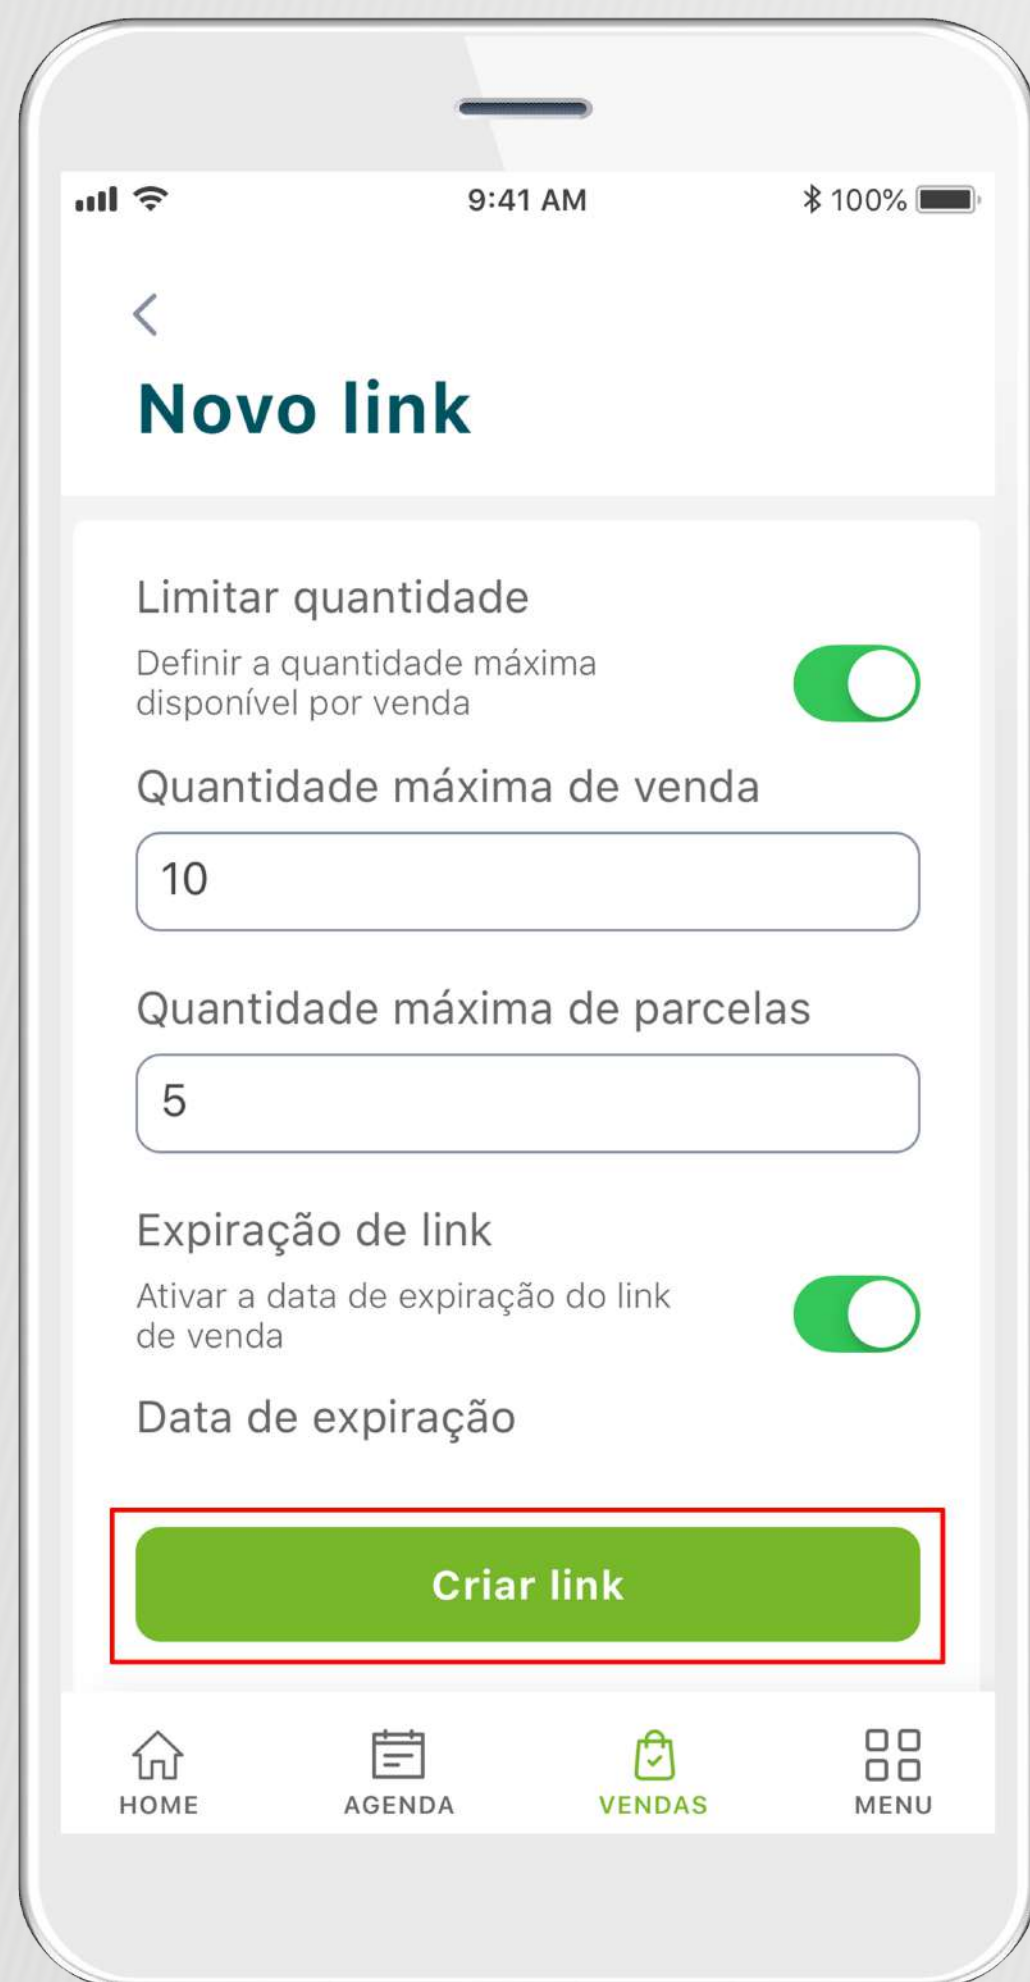 9:41 AM
100%
Novo link
Limitar quantidade
Definir a quantidade máxima
disponível por venda
Quantidade máxima de venda
10
Quantidade máxima de parcelas
5
Expiração de link
Ativar a data de expiração do link
de venda
Data de expiração
Criar link
HOME AGENDA VENDAS MENU